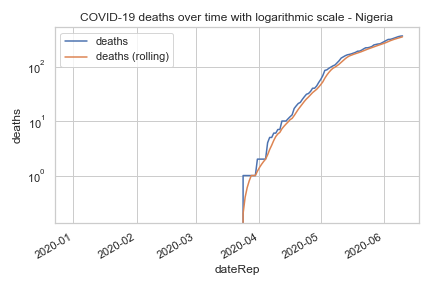 COVID-19 deaths over time with logarithmic scale - Nigeria
deaths
deaths (rolling)
10²
10¹
10⁰
deaths
2020-01
2020-02
2020-03
2020-04
2020-05
2020-06
dateRep